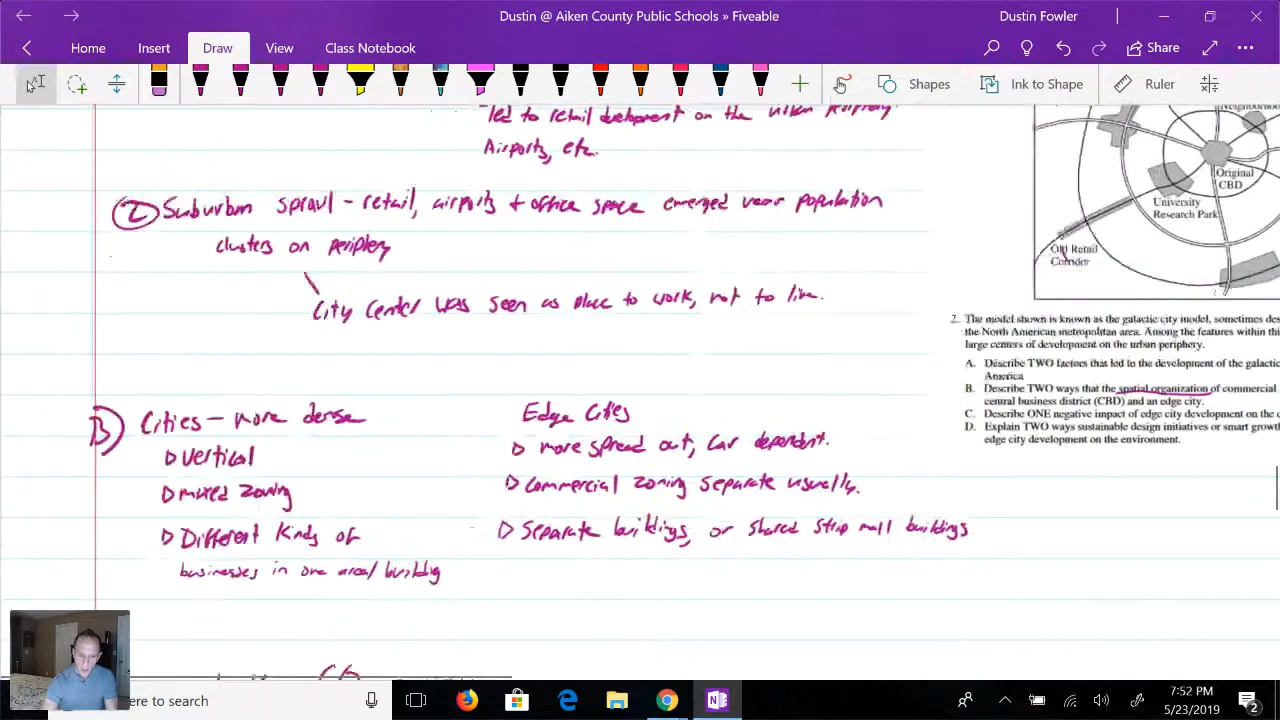 Dustin @ Aiken County Public Schools » Fiveable
Dustin Fowler
Home Insert Draw View Class Notebook
Share
Shapes Ink to Shape Ruler
led to retail development on the urban periphery
Airports, etc.
2 Suburban sprawl - retail, airports + office space emerged near population
clusters on periphery
City Center was seen as place to work, not to live.
B) Cities - more dense
vertical
mixed zoning
Different kinds of
businesses in one area/building
Edge Cities
more spread out, car dependent.
Commercial zoning separate usually.
Separate buildings, or shared strip mall buildings
Original
CBD
University
Research Park
Old Retail
Corridor
2. The model shown is known as the galactic city model, sometimes des
the North American metropolitan area. Among the features within thi
large centers of development on the urban periphery.
A. Describe TWO factors that led to the development of the galactic
America
B. Describe TWO ways that the spatial organization of commercial
central business district (CBD) and an edge city.
C. Describe ONE negative impact of edge city development on the e
D. Explain TWO ways sustainable design initiatives or smart growt
edge city development on the environment.
ere to search
7:52 PM
5/23/2019
2